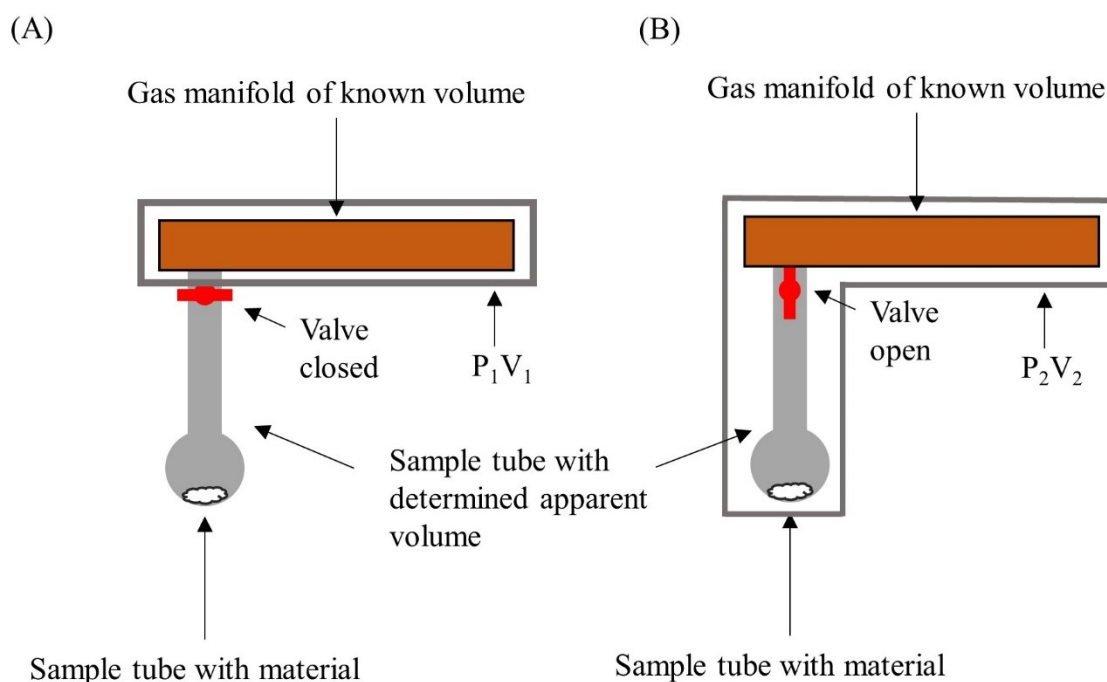 (A)
Gas manifold of known volume
Valve
closed
P₁V₁
Sample tube with
determined apparent
volume
Sample tube with material
(B)
Gas manifold of known volume
Valve
open
P₂V₂
Sample tube with material